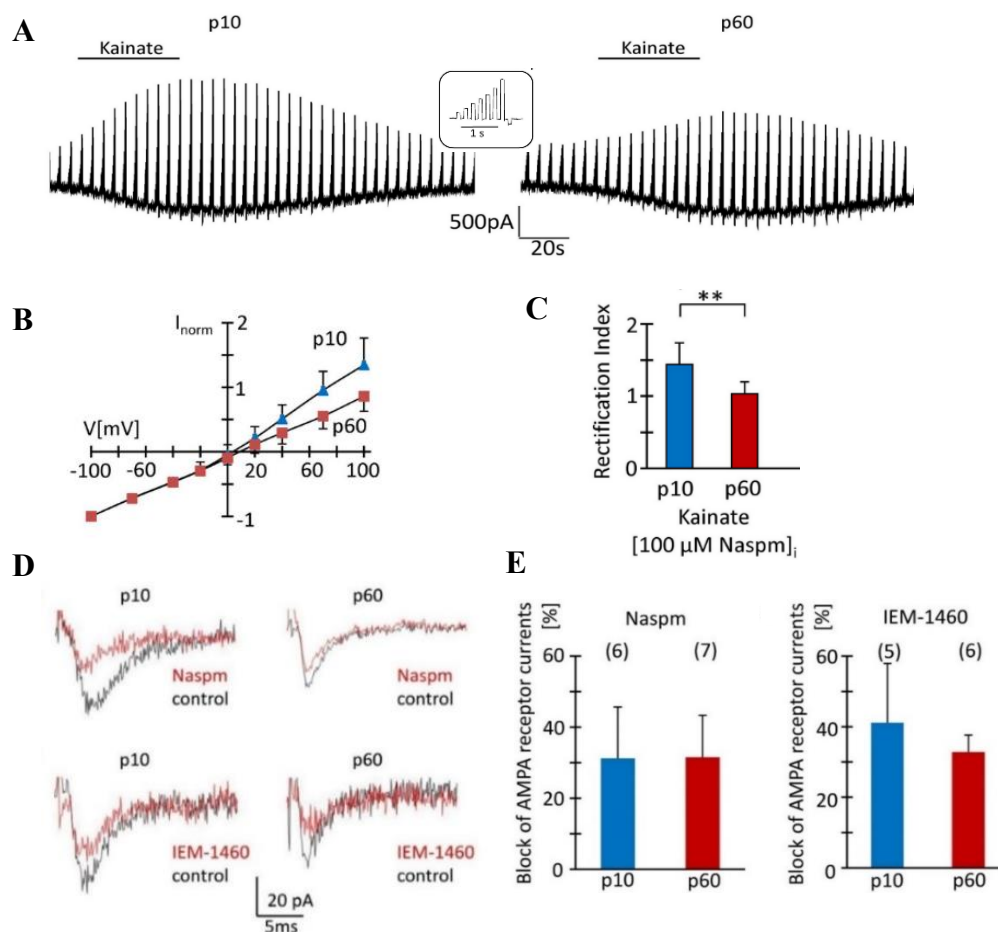 A
p10
p60
Kainate
Kainate
1 s
500pA
20s
B
I norm
2
p10
1
p60
V[mV]
-100 -60 20 60 100
-1
C
**
Rectification Index
2
1
0
p10 p60
Kainate
[100 µM Naspm]i
D
p10
p60
Naspm
control
Naspm
control
p10
p60
IEM-1460
control
IEM-1460
control
20 pA
5ms
E
Block of AMPA receptor currents
[%]
Naspm
(6) (7)
60
40
20
0
p10 p60
Block of AMPA receptor currents
[%]
IEM-1460
(5) (6)
60
40
20
0
p10 p60